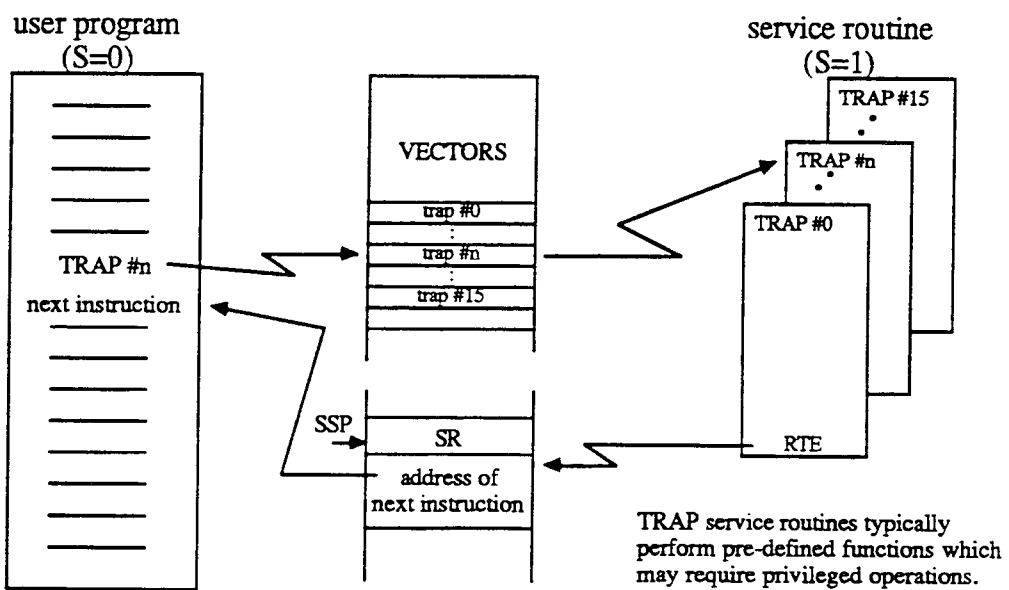 user program
(S=0)
TRAP #n
next instruction
VECTORS
trap #0
trap #n
trap #15
SSP
SR
address of
next instruction
service routine
(S=1)
TRAP #15
TRAP #n
TRAP #0
RTE
TRAP service routines typically
perform pre-defined functions which
may require privileged operations.